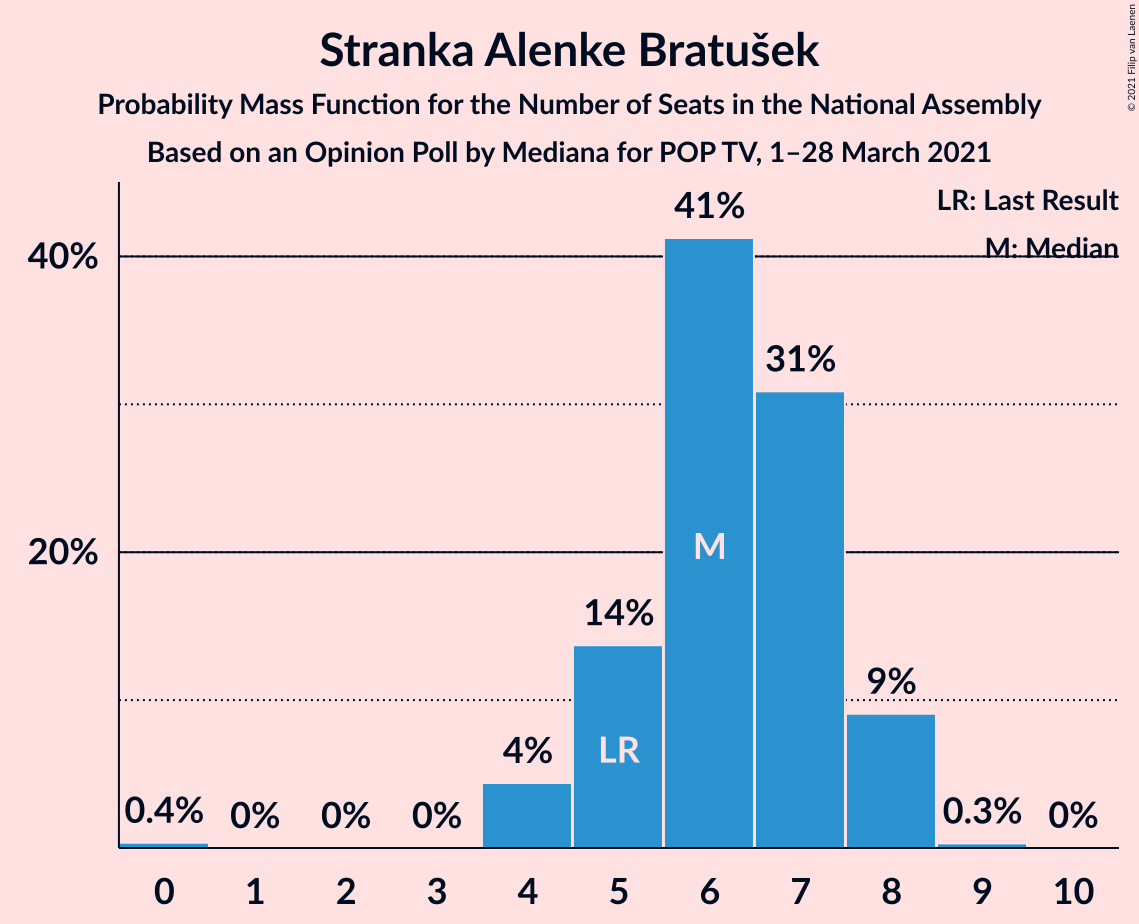 Stranka Alenke Bratušek
Probability Mass Function for the Number of Seats in the National Assembly
Based on an Opinion Poll by Mediana for POP TV, 1–28 March 2021
© 2021 Filip van Laenen
LR: Last Result
M: Median
40%
20%
0.4%
0%
0%
0%
4%
14%
41%
31%
9%
0.3%
0%
LR
M
0 1 2 3 4 5 6 7 8 9 10